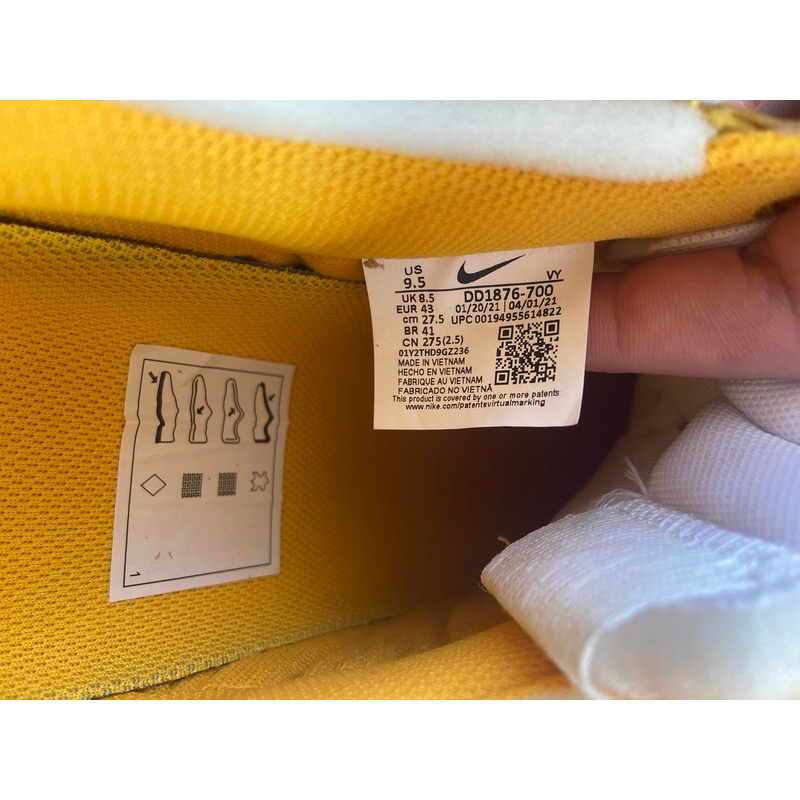 US
9.5
VY
UK 8.5
DD1876-700
EUR 43
01/20/21 | 04/01/21
cm 27.5
UPC 00194955614822
BR 41
CN 275(2.5)
01Y2THD9GZ236
MADE IN VIETNAM
HECHO EN VIETNAM
FABRIQUE AU VIETNAM
FABRICADO NO VIETNÃ
This product is covered by one or more patents
www.nike.com/patentsvirtualmarking
1